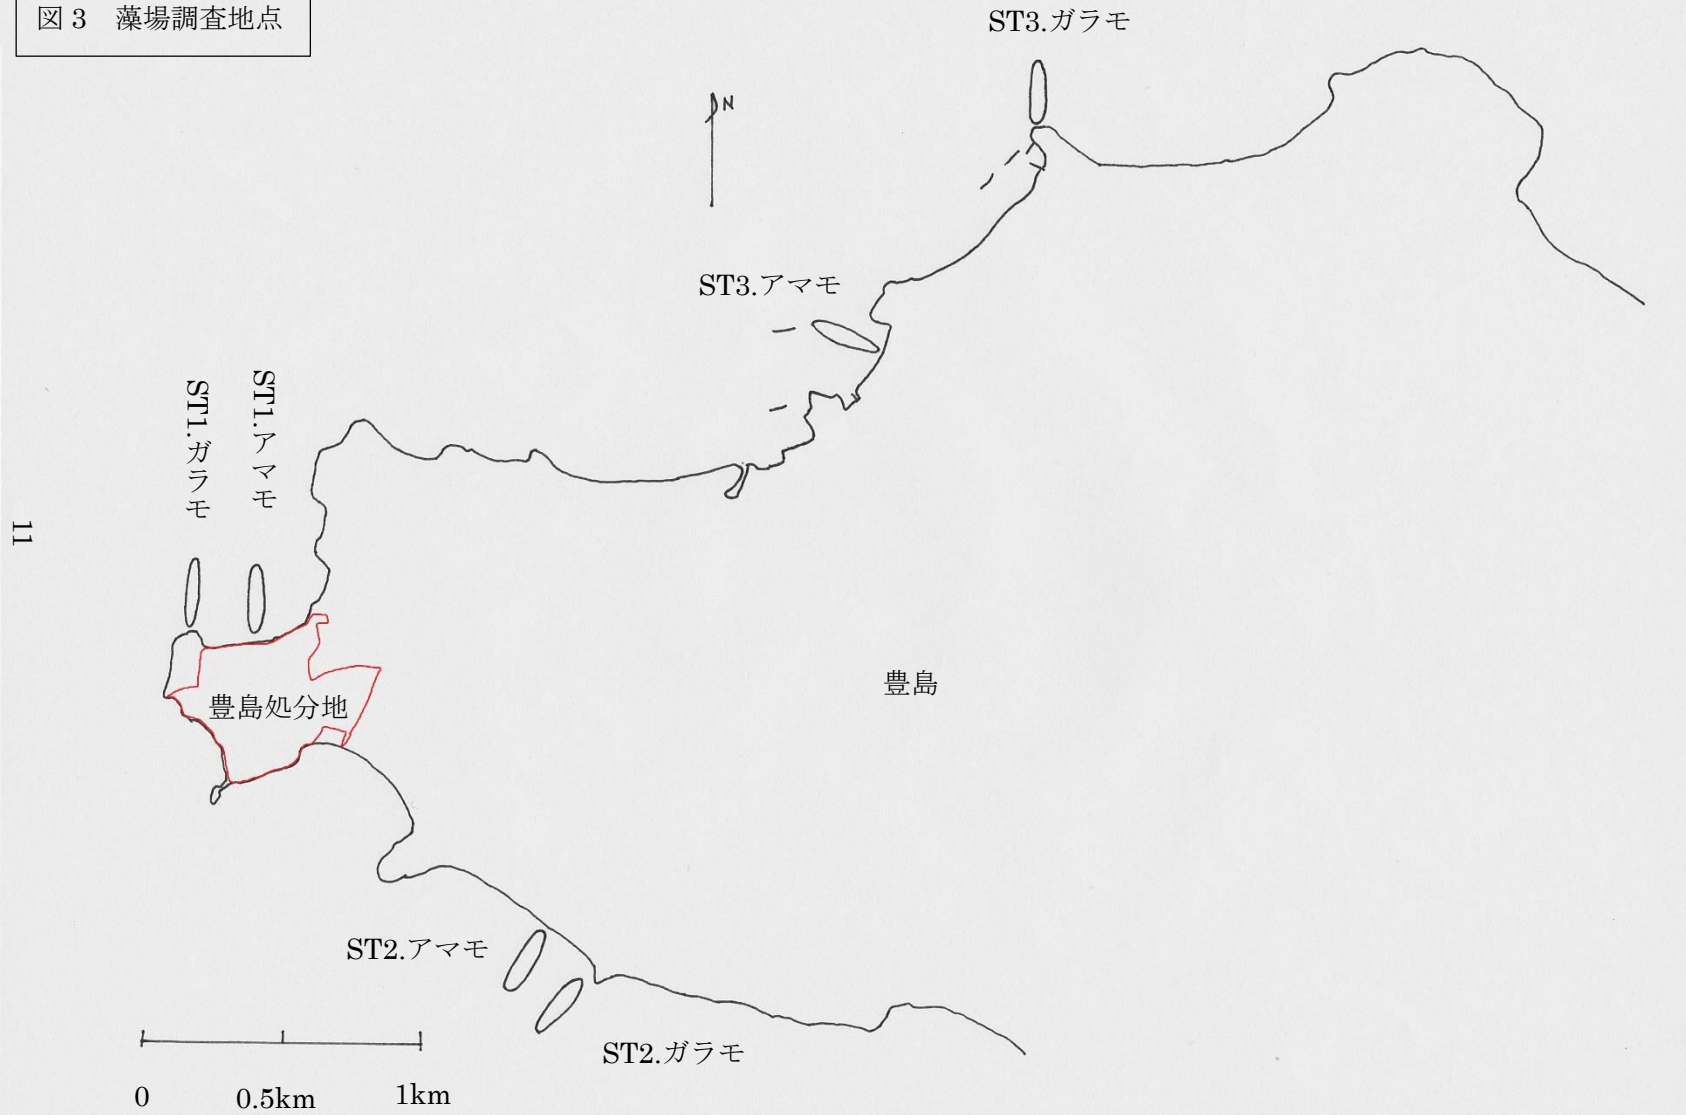 図3 藻場調査地点
ST3.ガラモ
N
ST3.アマモ
ST1.ガラモ
ST1.アマモ
11
豊島処分地
豊島
ST2.アマモ
ST2.ガラモ
0 0.5km 1km